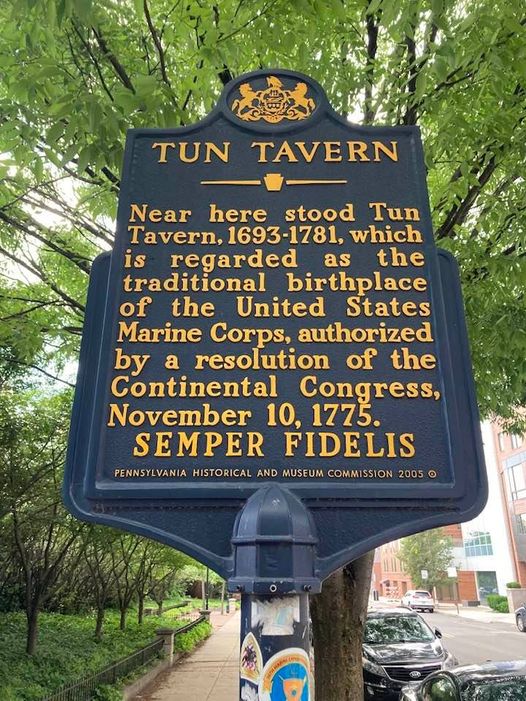 TUN TAVERN
Near here stood Tun
Tavern, 1693-1781, which
is regarded as the
traditional birthplace
of the United States
Marine Corps, authorized
by a resolution of the
Continental Congress,
November 10, 1775.
SEMPER FIDELIS
PENNSYLVANIA HISTORICAL AND MUSEUM COMMISSION 2005 ©